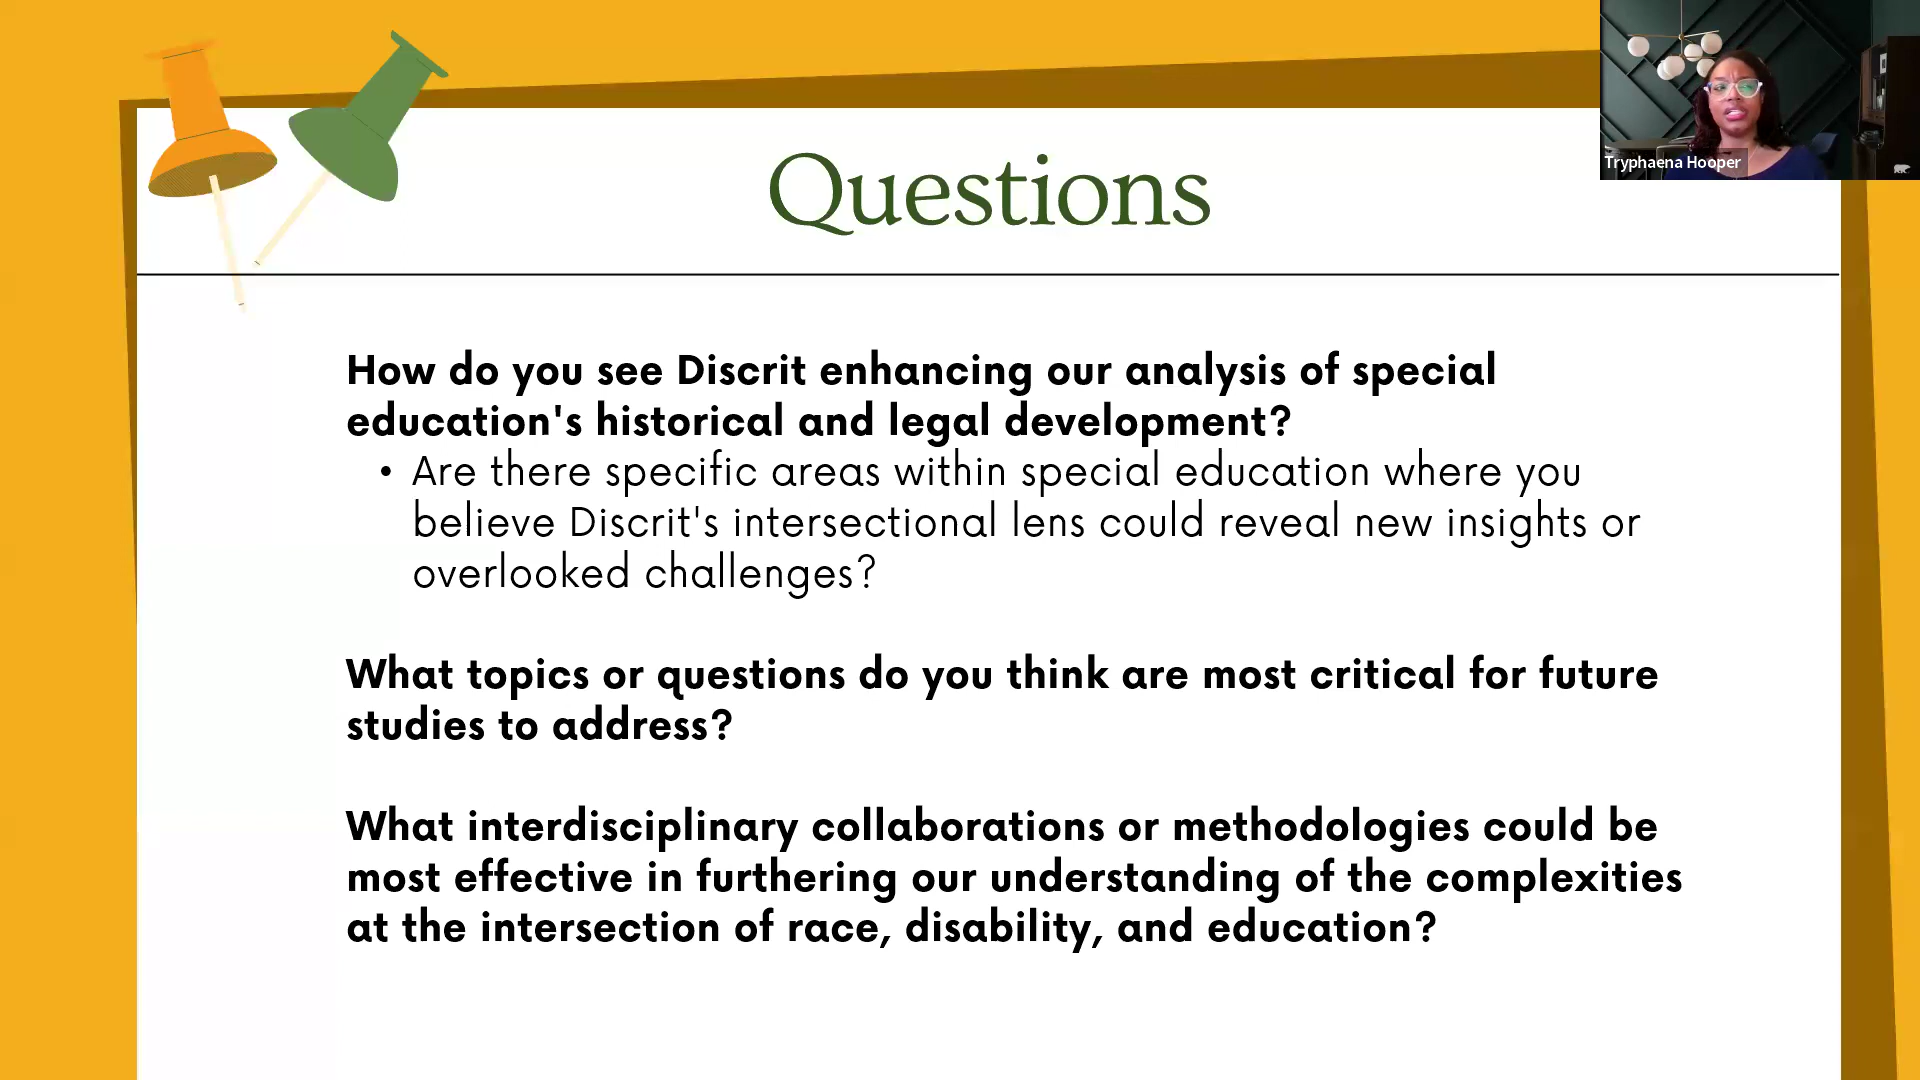 Tryphaena Hooper
Questions
How do you see Discrit enhancing our analysis of special
education's historical and legal development?
• Are there specific areas within special education where you
believe Discrit's intersectional lens could reveal new insights or
overlooked challenges?
What topics or questions do you think are most critical for future
studies to address?
What interdisciplinary collaborations or methodologies could be
most effective in furthering our understanding of the complexities
at the intersection of race, disability, and education?